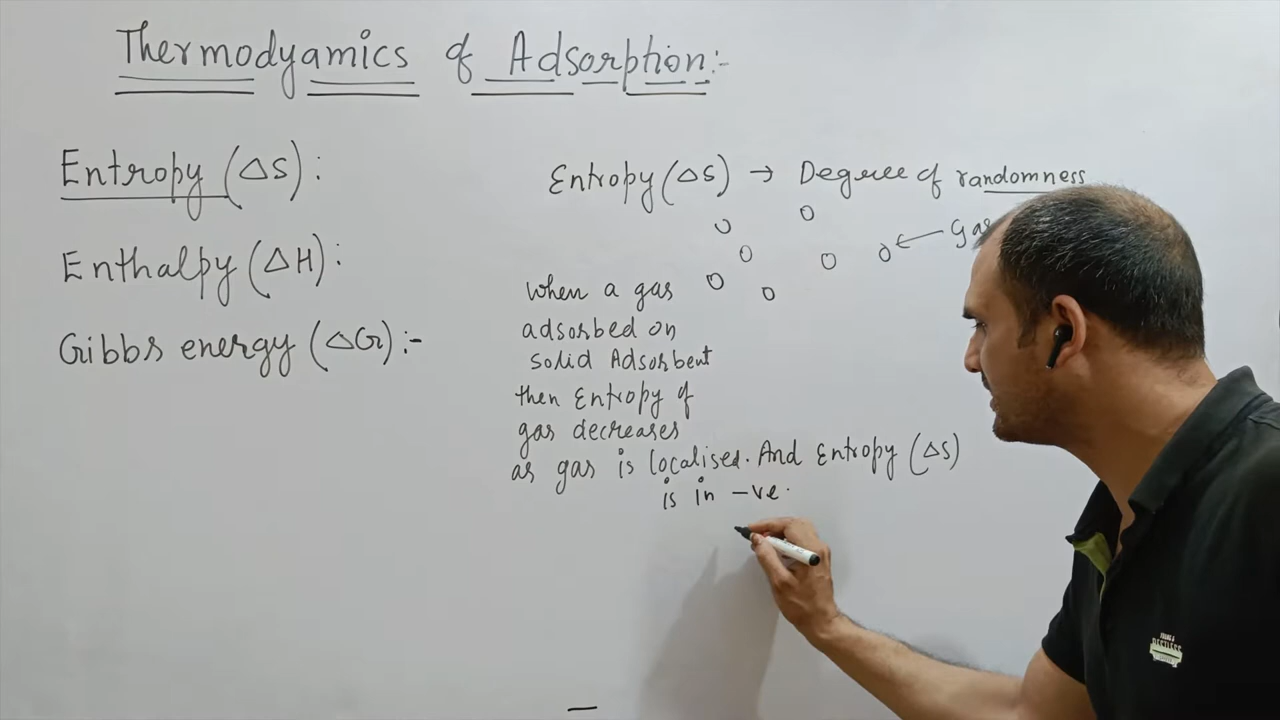 Thermodyamics of Adsorption:-
Entropy (ΔS):
Enthalpy (ΔH):
Gibbs energy (ΔG):-
Entropy (ΔS) → Degree of randomness
← Gas
When a gas
adsorbed on
solid Adsorbent
then Entropy of
gas decreases
as gas is localised. And Entropy (ΔS)
is in -ve.